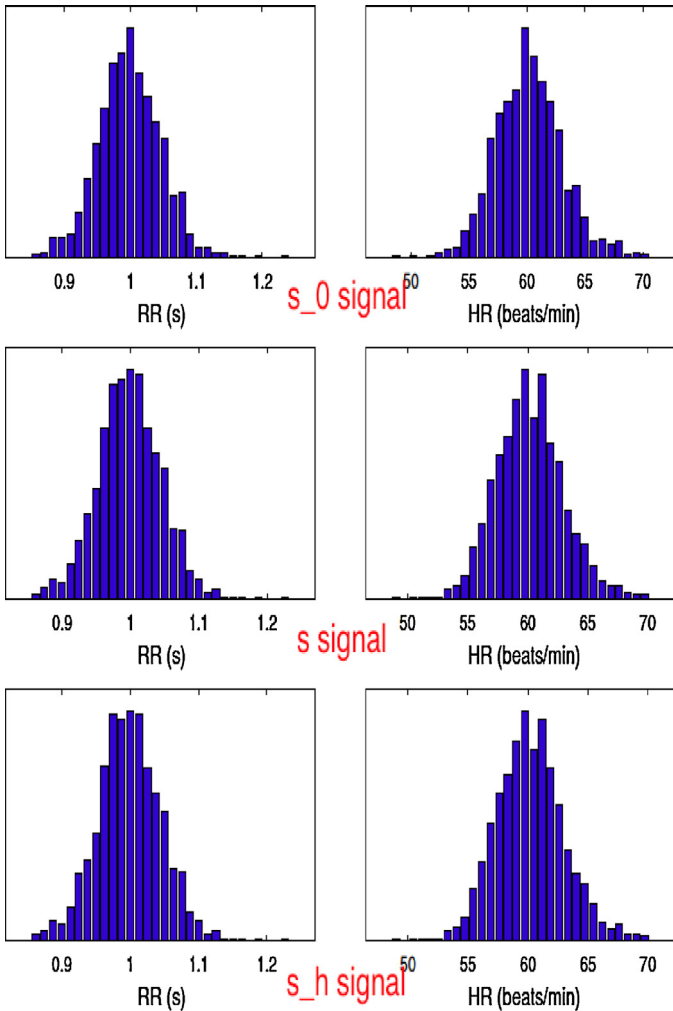 0.9 1 1.1 1.2 50 55 60 65 70
RR (s) s_0 signal HR (beats/min)
0.9 1 1.1 1.2 50 55 60 65 70
RR (s) s signal HR (beats/min)
0.9 1 1.1 1.2 50 55 60 65 70
RR (s) s_h signal HR (beats/min)